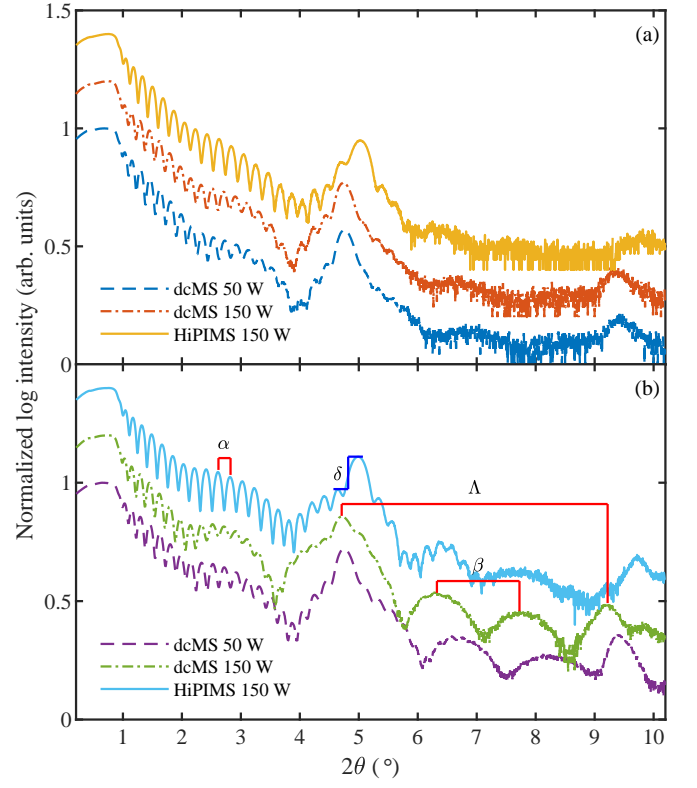 1.5
(a)
1
0.5
dcMS 50 W
dcMS 150 W
HiPIMS 150 W
0
Normalized log intensity (arb. units)
(b)
α
δ
Λ
1
β
0.5
dcMS 50 W
dcMS 150 W
HiPIMS 150 W
0
1 2 3 4 5 6 7 8 9 10
2θ (°)